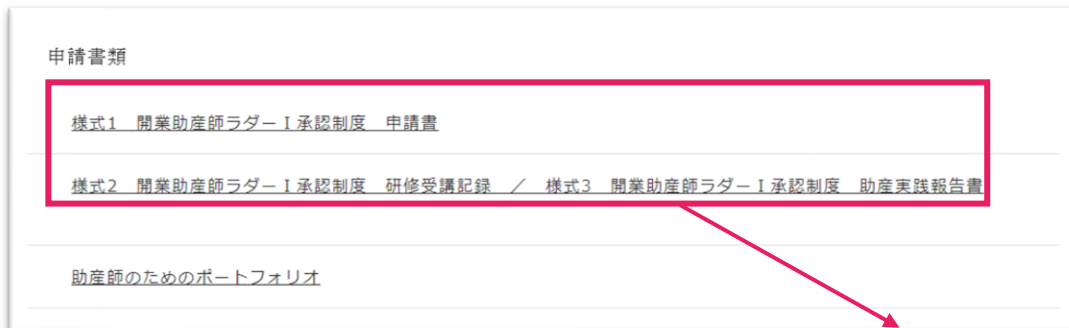 申請書類
様式1　開業助産師ラダーⅠ承認制度　申請書
様式2　開業助産師ラダーⅠ承認制度　研修受講記録　／　様式3　開業助産師ラダーⅠ承認制度　助産実践報告書
助産師のためのポートフォリオ